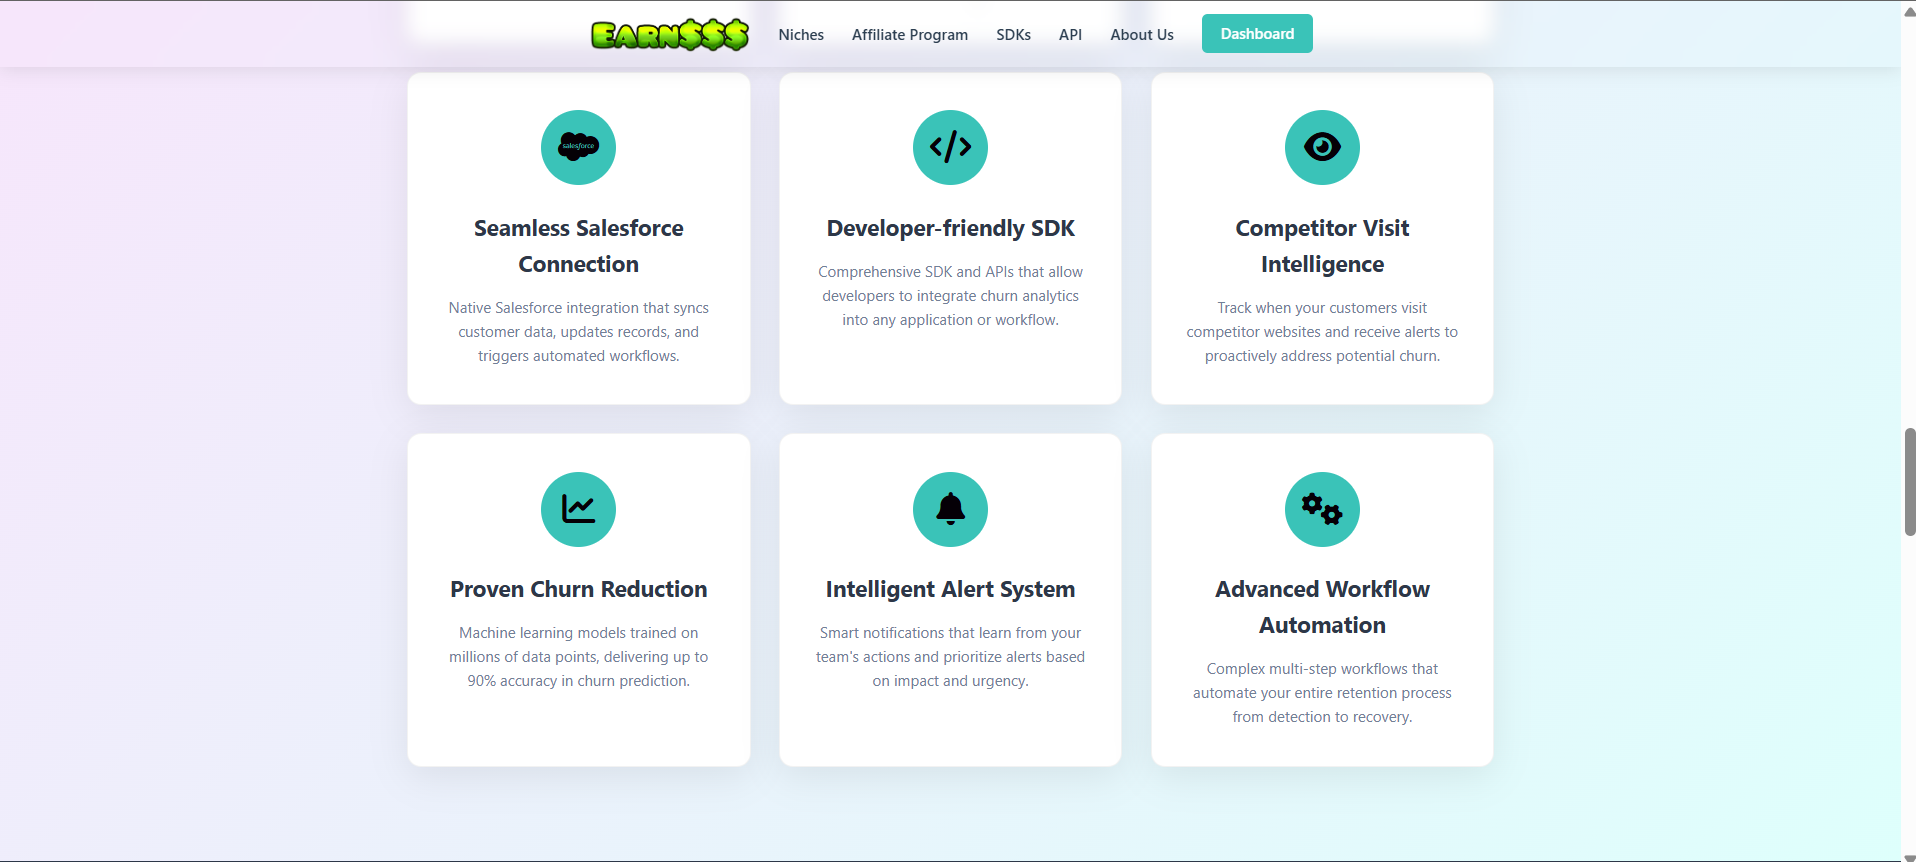 EARN$$$ Niches Affiliate Program SDKs API About Us Dashboard
salesforce
Seamless Salesforce
Connection
Native Salesforce integration that syncs
customer data, updates records, and
triggers automated workflows.
Developer-friendly SDK
Comprehensive SDK and APIs that allow
developers to integrate churn analytics
into any application or workflow.
Competitor Visit
Intelligence
Track when your customers visit
competitor websites and receive alerts to
proactively address potential churn.
Proven Churn Reduction
Machine learning models trained on
millions of data points, delivering up to
90% accuracy in churn prediction.
Intelligent Alert System
Smart notifications that learn from your
team's actions and prioritize alerts based
on impact and urgency.
Advanced Workflow
Automation
Complex multi-step workflows that
automate your entire retention process
from detection to recovery.